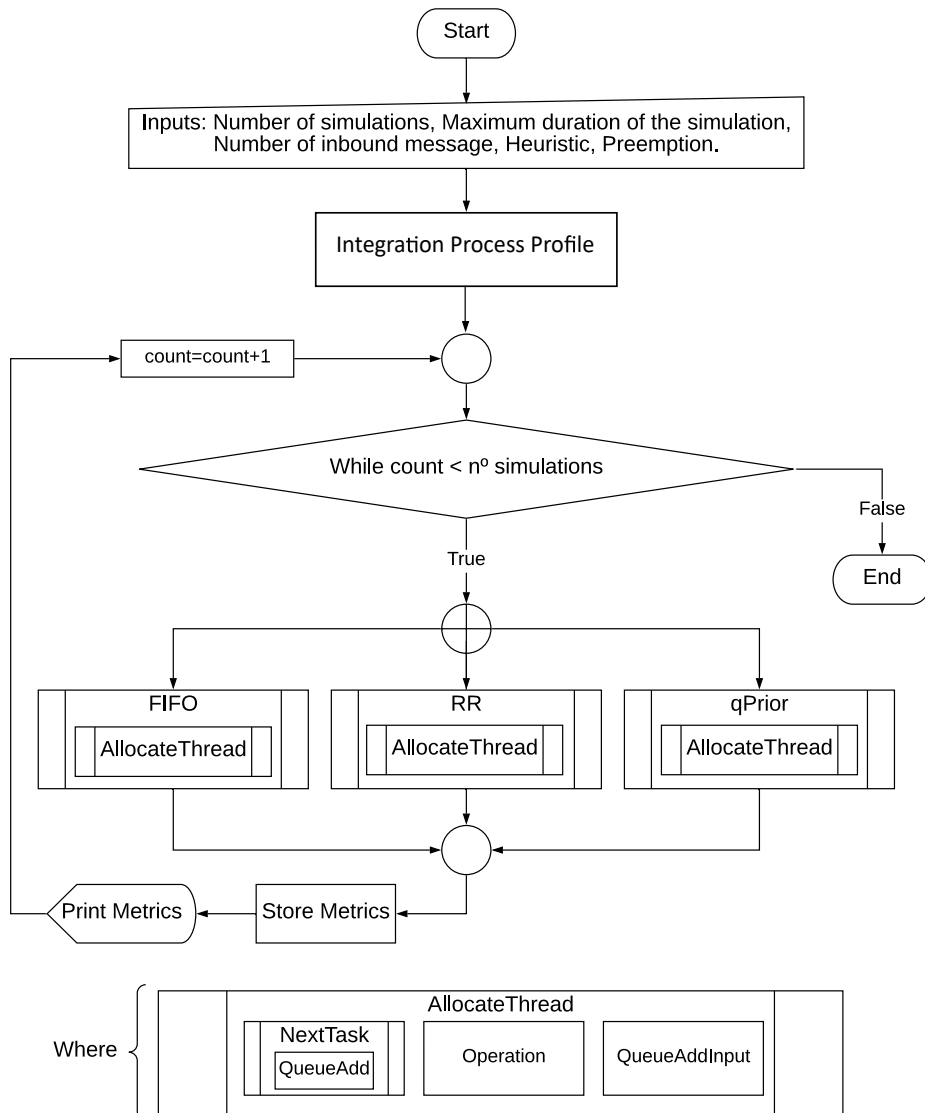 Start
Inputs: Number of simulations, Maximum duration of the simulation,
Number of inbound message, Heuristic, Preemption.
Integration Process Profile
count=count+1
While count < nº simulations
False
True
End
FIFO
RR
qPrior
AllocateThread
AllocateThread
AllocateThread
Print Metrics
Store Metrics
AllocateThread
Where
NextTask
QueueAdd
Operation
QueueAddInput